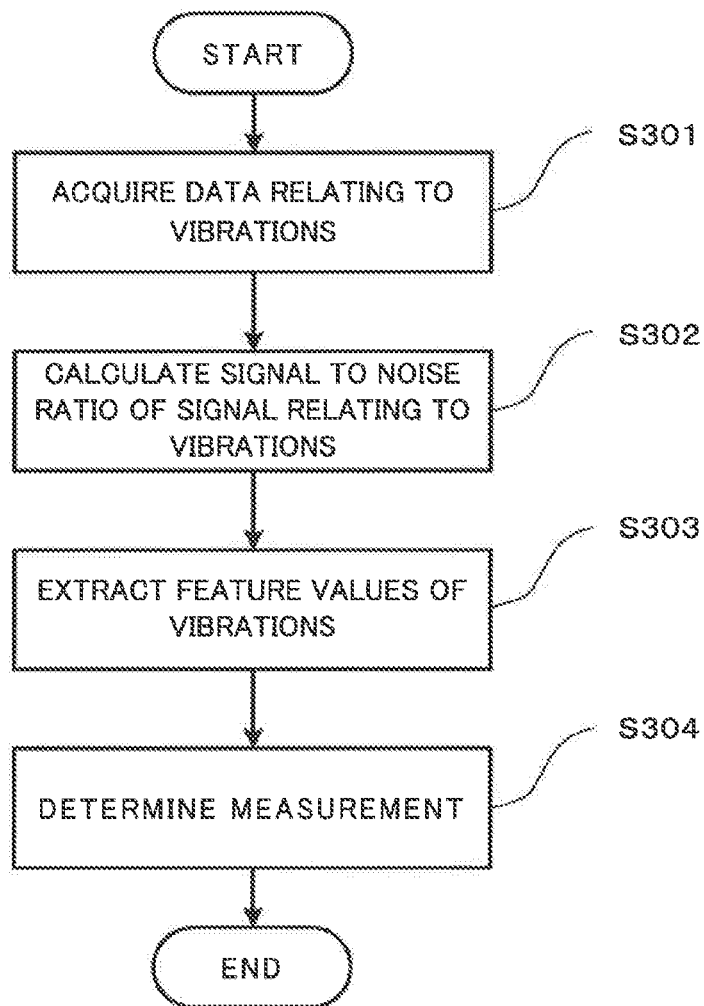 START
S301
ACQUIRE DATA RELATING TO
VIBRATIONS
S302
CALCULATE SIGNAL TO NOISE
RATIO OF SIGNAL RELATING TO
VIBRATIONS
S303
EXTRACT FEATURE VALUES OF
VIBRATIONS
S304
DETERMINE MEASUREMENT
END